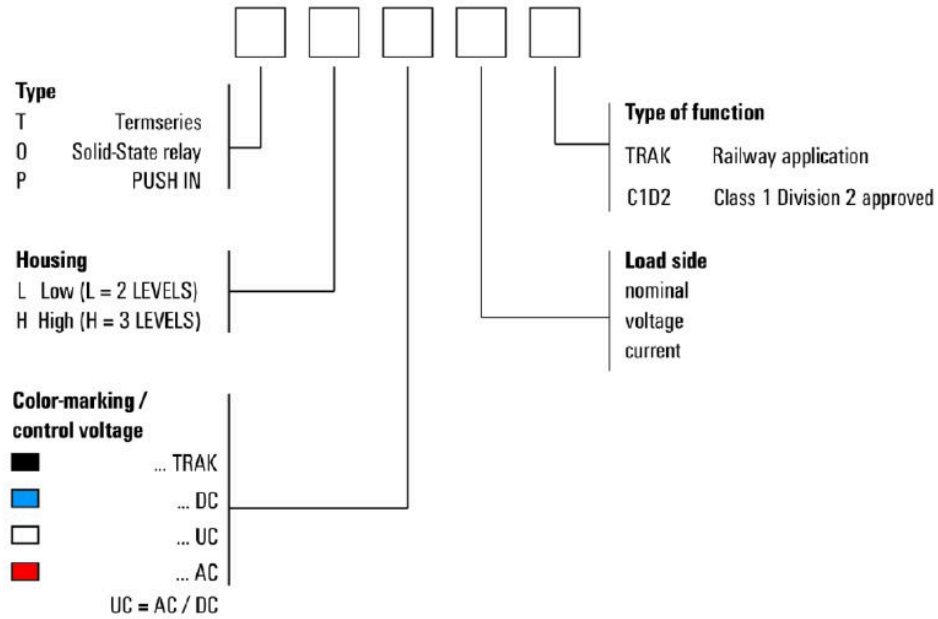 Type
T Termseries
O Solid-State relay
P PUSH IN
Type of function
TRAK Railway application
C1D2 Class 1 Division 2 approved
Housing
L Low (L = 2 LEVELS)
H High (H = 3 LEVELS)
Load side
nominal
voltage
current
Color-marking /
control voltage
... TRAK
... DC
... UC
... AC
UC = AC / DC